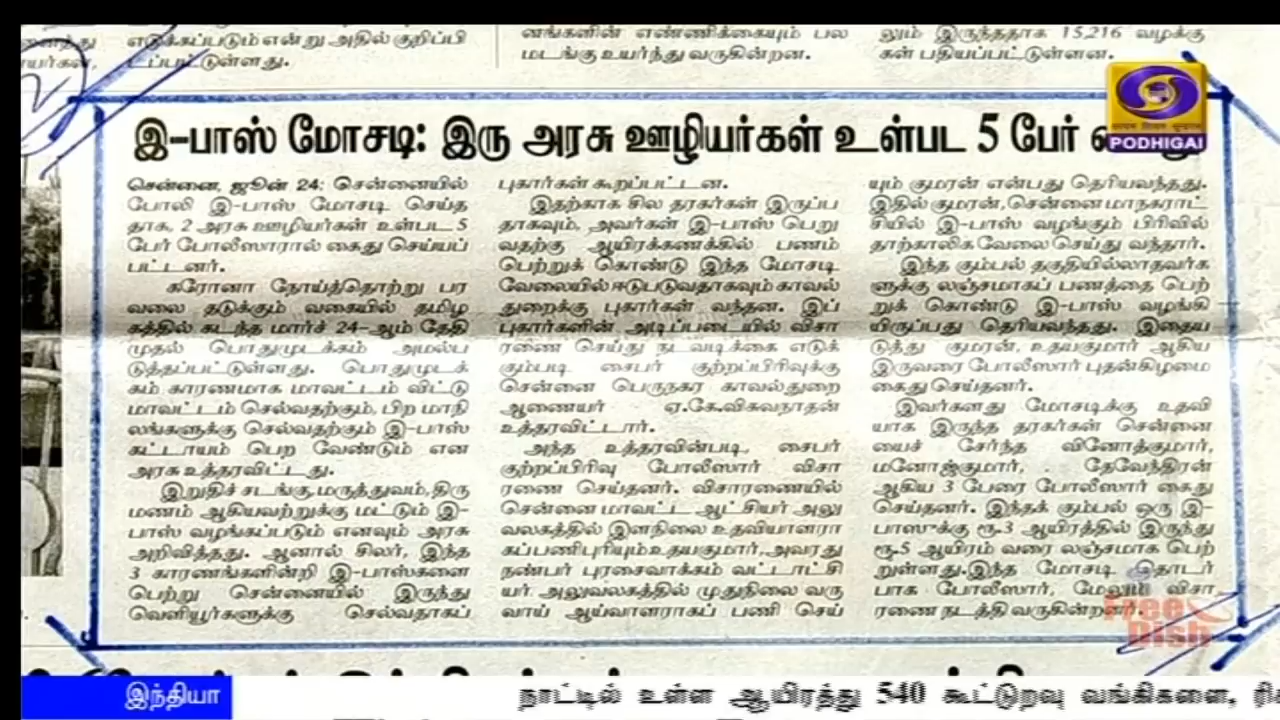 எடுக்கப்படும் என்று அதில் குறிப்பி
டப்பட்டுள்ளது.
எண்ணிக்கையும் பல
மடங்கு உயர்ந்து வருகின்றன.
லும் இருந்ததாக 15,216 வழக்கு
கள் பதியப்பட்டுள்ளன.
PODHIGAI
இ-பாஸ் மோசடி: இரு அரசு ஊழியர்கள் உள்பட 5 பேர்
சென்னை, ஜூன் 24: சென்னையில்
போலி இ-பாஸ் மோசடி செய்த
தாக, 2 அரசு ஊழியர்கள் உள்பட 5
பேர் போலீஸாரால் கைது செய்யப்
பட்டனர்.
கரோனா நோய்த்தொற்று பர
வலை தடுக்கும் வகையில் தமிழ
கத்தில் கடந்த மார்ச் 24-ஆம் தேதி
முதல் பொதுமுடக்கம் அமல்ப
டுத்தப்பட்டுள்ளது. பொதுமுடக்
கம் காரணமாக மாவட்டம் விட்டு
மாவட்டம் செல்வதற்கும், பிற மாநி
லங்களுக்கு செல்வதற்கும் இ-பாஸ்
கட்டாயம் பெற வேண்டும் என
அரசு உத்தரவிட்டது.
இறுதிச் சடங்கு, மருத்துவம், திரு
மணம் ஆகியவற்றுக்கு மட்டும் இ-
பாஸ் வழங்கப்படும் எனவும் அரசு
அறிவித்தது. ஆனால் சிலர், இந்த
3 காரணங்களின்றி இ-பாஸ்களை
பெற்று சென்னையில் இருந்து
வெளியூர்களுக்கு செல்வதாகப்
புகார்கள் கூறப்பட்டன.
இதற்காக சில தரகர்கள் இருப்ப
தாகவும், அவர்கள் இ-பாஸ் பெறு
வதற்கு ஆயிரக்கணக்கில் பணம்
பெற்றுக் கொண்டு இந்த மோசடி
வேலையில் ஈடுபடுவதாகவும் காவல்
துறைக்கு புகார்கள் வந்தன. இப்
புகார்களின் அடிப்படையில் விசா
ரணை செய்து நடவடிக்கை எடுக்
கும்படி சைபர் குற்றப்பிரிவுக்கு
சென்னை பெருநகர காவல்துறை
ஆணையர் ஏ.கே.விசுவநாதன்
உத்தரவிட்டார்.
அந்த உத்தரவின்படி, சைபர்
குற்றப்பிரிவு போலீஸார் விசா
ரணை செய்தனர். விசாரணையில்
சென்னை மாவட்ட ஆட்சியர் அலு
வலகத்தில் இளநிலை உதவியாளரா
கப் பணிபுரியும் உதயகுமார், அவரது
நண்பர் புரசைவாக்கம் வட்டாட்சி
யர் அலுவலகத்தில் முதுநிலை வரு
வாய் ஆய்வாளராகப் பணி செய்
யும் குமரன் என்பது தெரியவந்தது.
இதில் குமரன், சென்னை மாநகராட்
சியில் இ-பாஸ் வழங்கும் பிரிவில்
தாற்காலிக வேலை செய்து வந்தார்.
இந்த கும்பல் தகுதியில்லாதவர்க
ளுக்கு லஞ்சமாகப் பணத்தை பெற்
றுக் கொண்டு இ-பாஸ் வழங்கி
யிருப்பது தெரியவந்தது. இதைய
டுத்து குமரன், உதயகுமார் ஆகிய
இருவரை போலீஸார் புதன்கிழமை
கைது செய்தனர்.
இவர்களது மோசடிக்கு உதவி
யாக இருந்த தரகர்கள் சென்னை
யைச் சேர்ந்த வினோத்குமார்,
மனோஜ்குமார், தேவேந்திரன்
ஆகிய 3 பேரை போலீஸார் கைது
செய்தனர். இந்தக் கும்பல் ஒரு இ-
பாஸுக்கு ரூ.3 ஆயிரத்தில் இருந்து
ரூ.5 ஆயிரம் வரை லஞ்சமாக பெற்
றுள்ளது. இந்த மோசடி தொடர்
பாக போலீஸார், மேலும் விசா
ரணை நடத்தி வருகின்றனர்.
Free
Dish
இந்தியா
நாட்டில் உள்ள ஆயிரத்து 540 கூட்டுறவு வங்கிகளை,